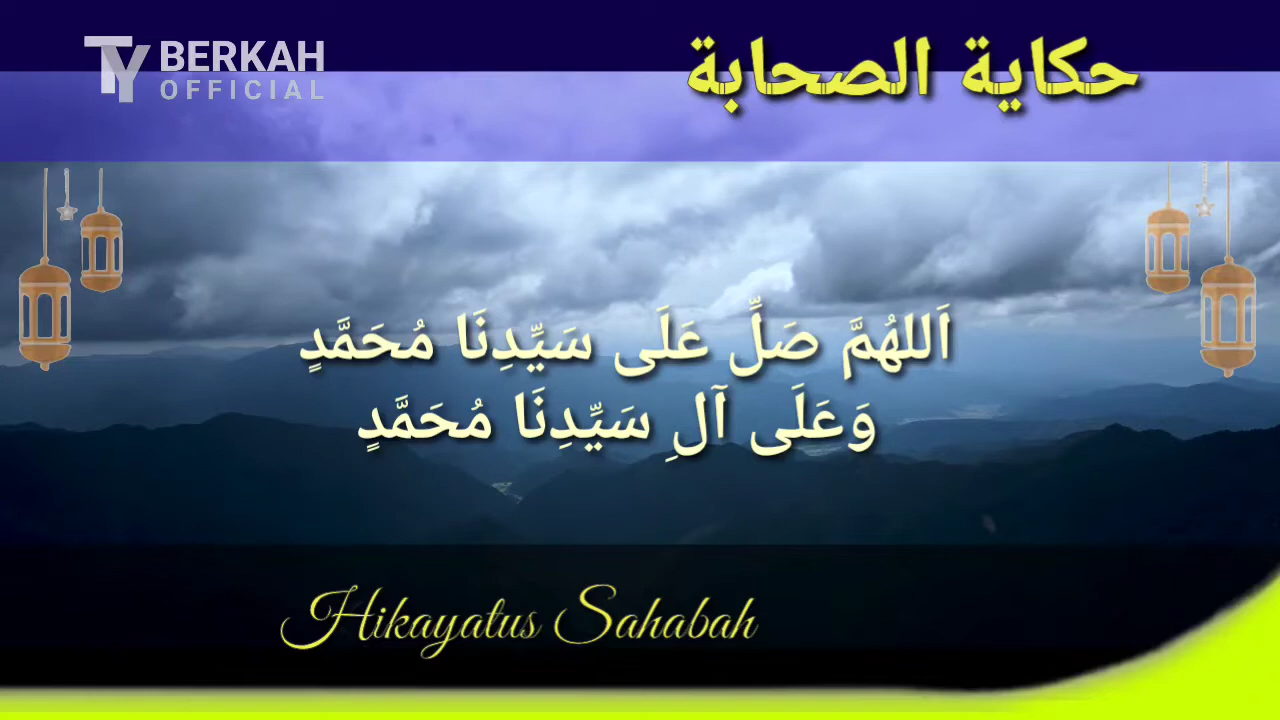 TY BERKAH
OFFICIAL
حكاية الصحابة
اَللهُمَّ صَلِّ عَلَى سَيِّدِنَا مُحَمَّدٍ
وَعَلَى آلِ سَيِّدِنَا مُحَمَّدٍ
Hikayatus Sahabah